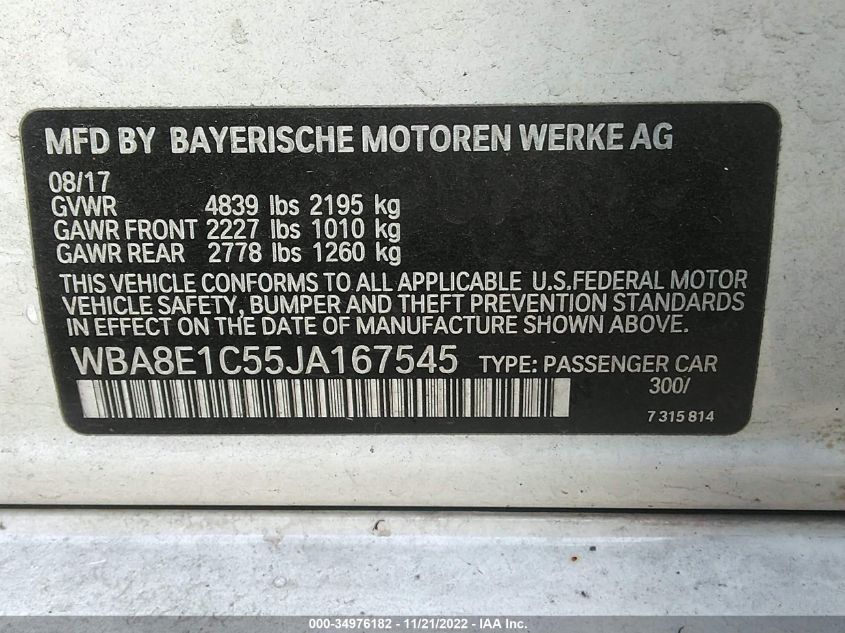 MFD BY BAYERISCHE MOTOREN WERKE AG
08/17
GVWR 4839 lbs 2195 kg
GAWR FRONT 2227 lbs 1010 kg
GAWR REAR 2778 lbs 1260 kg
THIS VEHICLE CONFORMS TO ALL APPLICABLE U.S.FEDERAL MOTOR
VEHICLE SAFETY, BUMPER AND THEFT PREVENTION STANDARDS
IN EFFECT ON THE DATE OF MANUFACTURE SHOWN ABOVE.
WBA8E1C55JA167545 TYPE: PASSENGER CAR
300/
7 315 814
000-34976182 - 11/21/2022 - IAA Inc.